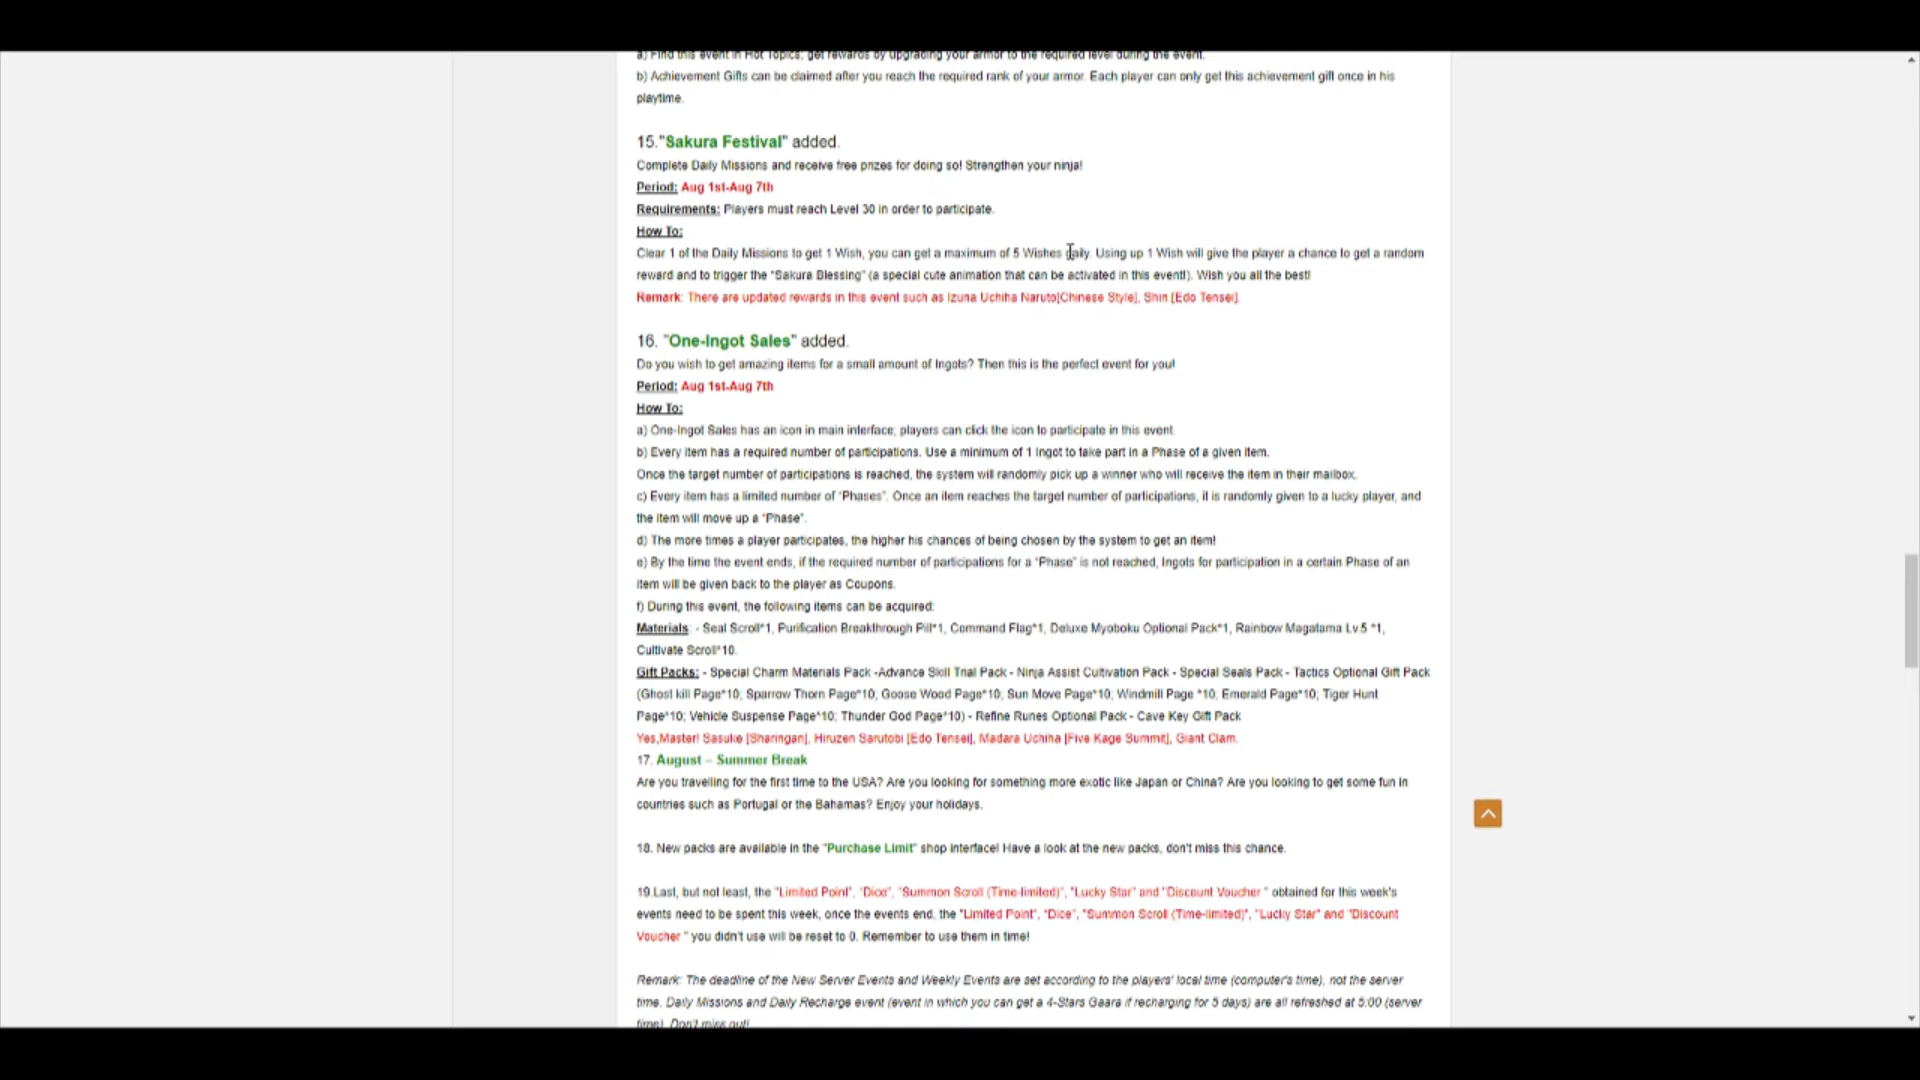 a) Find this event in Hot Topics; get rewards by upgrading your armor to the required level during the event.
b) Achievement Gifts can be claimed after you reach the required rank of your armor. Each player can only get this achievement gift once in his
playtime.
15."Sakura Festival" added.
Complete Daily Missions and receive free prizes for doing so! Strengthen your ninja!
Period: Aug 1st-Aug 7th
Requirements: Players must reach Level 30 in order to participate.
How To:
Clear 1 of the Daily Missions to get 1 Wish, you can get a maximum of 5 Wishes daily. Using up 1 Wish will give the player a chance to get a random
reward and to trigger the "Sakura Blessing" (a special cute animation that can be activated in this event!). Wish you all the best!
Remark: There are updated rewards in this event such as Izuna Uchiha Naruto[Chinese Style], Shin [Edo Tensei].
16. "One-Ingot Sales" added.
Do you wish to get amazing items for a small amount of Ingots? Then this is the perfect event for you!
Period: Aug 1st-Aug 7th
How To:
a) One-Ingot Sales has an icon in main interface; players can click the icon to participate in this event.
b) Every item has a required number of participations. Use a minimum of 1 Ingot to take part in a Phase of a given item.
Once the target number of participations is reached, the system will randomly pick up a winner who will receive the item in their mailbox.
c) Every item has a limited number of "Phases". Once an item reaches the target number of participations, it is randomly given to a lucky player, and
the item will move up a "Phase".
d) The more times a player participates, the higher his chances of being chosen by the system to get an item!
e) By the time the event ends, if the required number of participations for a "Phase" is not reached, Ingots for participation in a certain Phase of an
item will be given back to the player as Coupons.
f) During this event, the following items can be acquired:
Materials: - Seal Scroll*1, Purification Breakthrough Pill*1, Command Flag*1, Deluxe Myoboku Optional Pack*1, Rainbow Magatama Lv.5 *1,
Cultivate Scroll*10.
Gift Packs: - Special Charm Materials Pack -Advance Skill Trial Pack - Ninja Assist Cultivation Pack - Special Seals Pack - Tactics Optional Gift Pack
(Ghost kill Page*10; Sparrow Thorn Page*10; Goose Wood Page*10; Sun Move Page*10; Windmill Page *10; Emerald Page*10; Tiger Hunt
Page*10; Vehicle Suspense Page*10; Thunder God Page*10) - Refine Runes Optional Pack - Cave Key Gift Pack
Yes,Master! Sasuke [Sharingan], Hiruzen Sarutobi [Edo Tensei], Madara Uchiha [Five Kage Summit], Giant Clam.
17. August – Summer Break
Are you travelling for the first time to the USA? Are you looking for something more exotic like Japan or China? Are you looking to get some fun in
countries such as Portugal or the Bahamas? Enjoy your holidays.
18. New packs are available in the "Purchase Limit" shop interface! Have a look at the new packs, don't miss this chance.
19.Last, but not least, the "Limited Point", "Dice", "Summon Scroll (Time-limited)", "Lucky Star" and "Discount Voucher " obtained for this week's
events need to be spent this week, once the events end, the "Limited Point", "Dice", "Summon Scroll (Time-limited)", "Lucky Star" and "Discount
Voucher " you didn't use will be reset to 0. Remember to use them in time!
Remark: The deadline of the New Server Events and Weekly Events are set according to the players' local time (computer's time), not the server
time. Daily Missions and Daily Recharge event (event in which you can get a 4-Stars Gaara if recharging for 5 days) are all refreshed at 5:00 (server
time). Don't miss out!